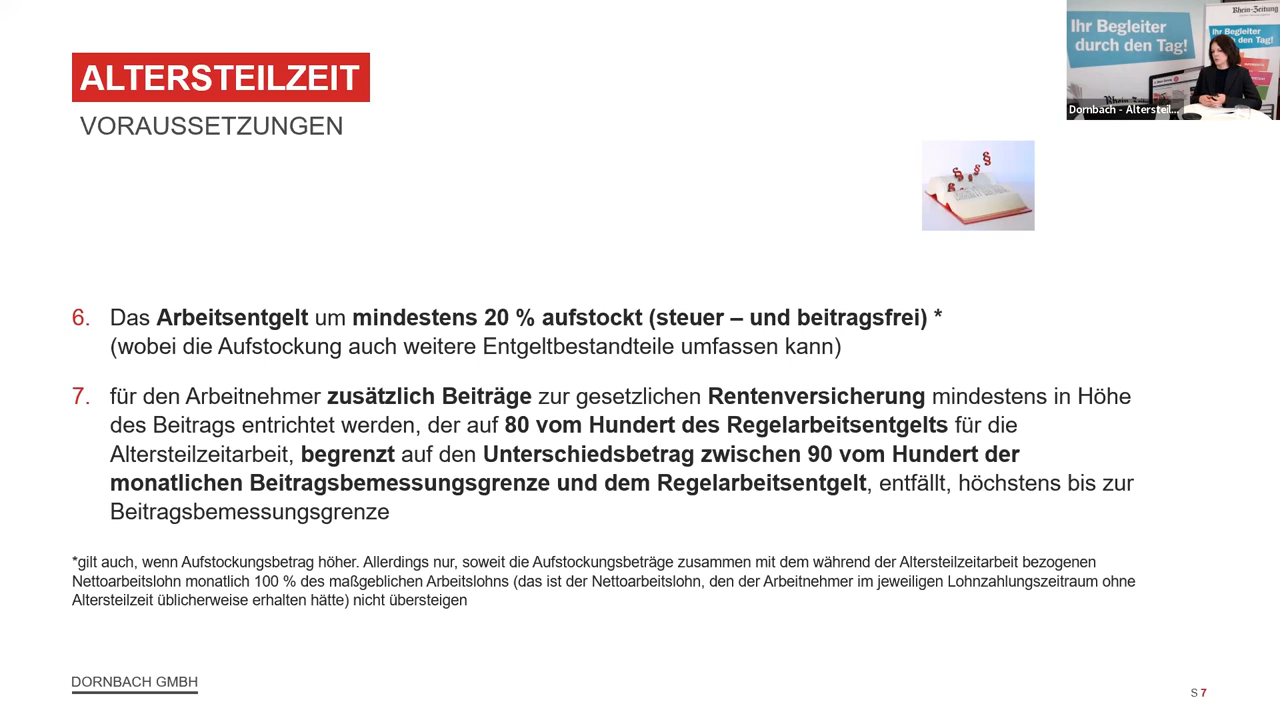 ALTERSTEILZEIT
VORAUSSETZUNGEN
Rhein-Zeitung
Ihr Begleiter
durch den Tag!
Ihr Begleiter
durch den Tag!
Dornbach - Altersteil...
6. Das Arbeitsentgelt um mindestens 20 % aufstockt (steuer – und beitragsfrei) *
(wobei die Aufstockung auch weitere Entgeltbestandteile umfassen kann)
7. für den Arbeitnehmer zusätzlich Beiträge zur gesetzlichen Rentenversicherung mindestens in Höhe
des Beitrags entrichtet werden, der auf 80 vom Hundert des Regelarbeitsentgelts für die
Altersteilzeitarbeit, begrenzt auf den Unterschiedsbetrag zwischen 90 vom Hundert der
monatlichen Beitragsbemessungsgrenze und dem Regelarbeitsentgelt, entfällt, höchstens bis zur
Beitragsbemessungsgrenze
*gilt auch, wenn Aufstockungsbetrag höher. Allerdings nur, soweit die Aufstockungsbeträge zusammen mit dem während der Altersteilzeitarbeit bezogenen
Nettoarbeitslohn monatlich 100 % des maßgeblichen Arbeitslohns (das ist der Nettoarbeitslohn, den der Arbeitnehmer im jeweiligen Lohnzahlungszeitraum ohne
Altersteilzeit üblicherweise erhalten hätte) nicht übersteigen
DORNBACH GMBH
S 7